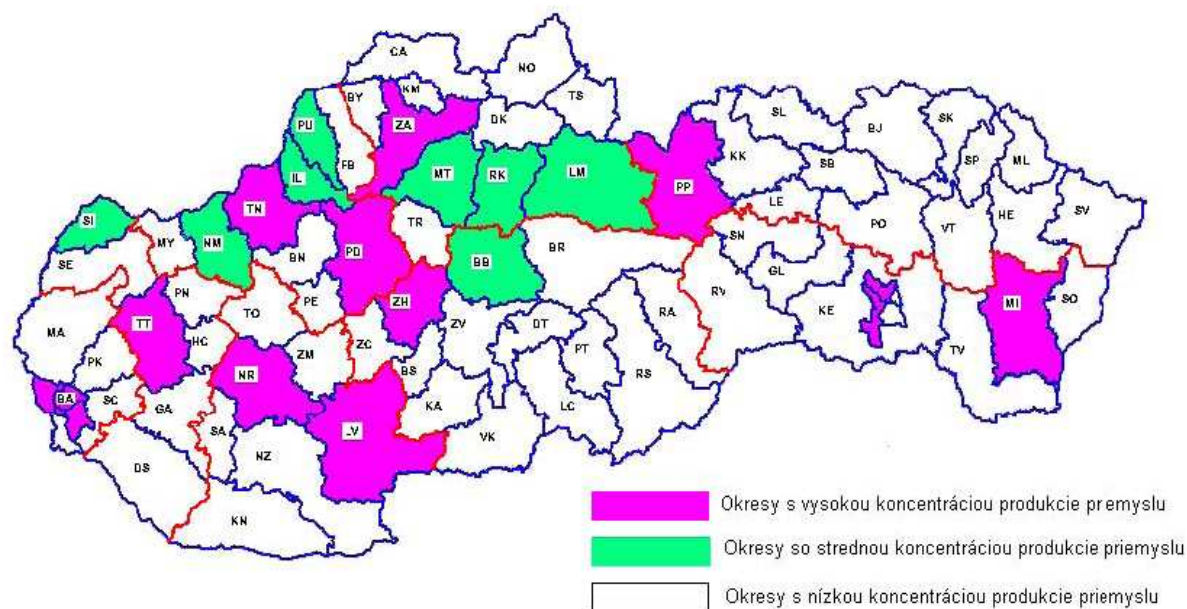 CA
NO
KM
BY
TS
ZA
DK
PU
FB
IL
MT
RK
LM
PP
KK
SL
SB
BJ
SK
SP
ML
SV
HE
VT
PO
LE
TN
SI
MY
NM
SE
BN
PD
TR
BB
BR
SN
GL
RV
KE
MI
SO
TV
PN
TO
PE
ZH
MA
TT
HC
ZM
ZC
ZV
DT
RA
PK
NR
BS
PT
RS
BA
SC
GA
SA
LV
KA
LC
VK
DS
NZ
KN
Okresy s vysokou koncentráciou produkcie premyslu
Okresy so strednou koncentráciou produkcie priemyslu
Okresy s nízkou koncentráciou produkcie priemyslu